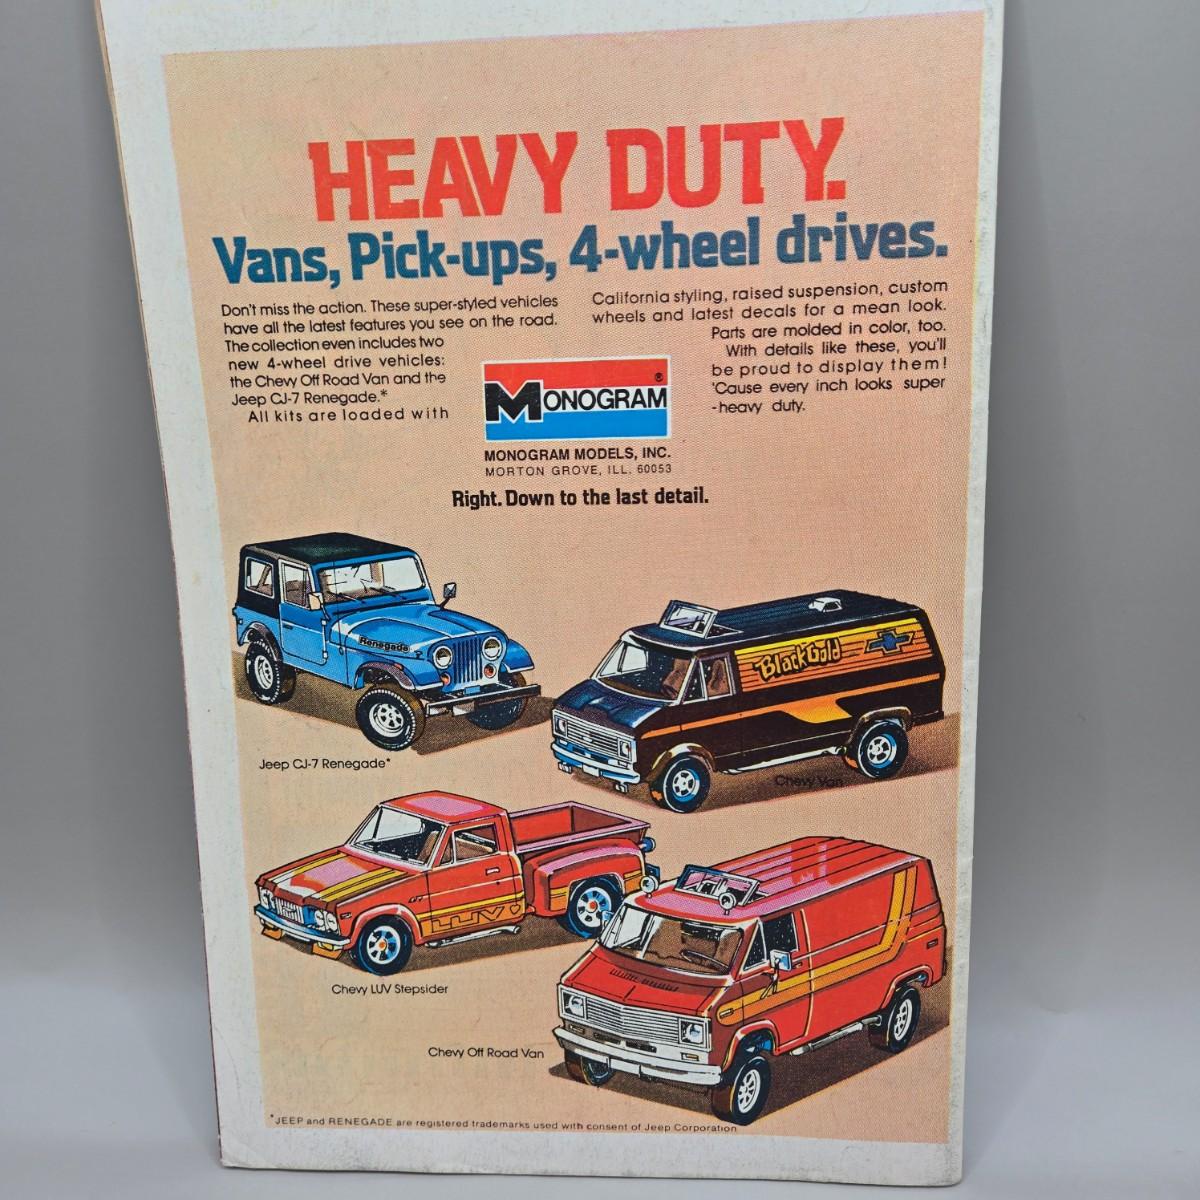 HEAVY DUTY.
Vans, Pick-ups, 4-wheel drives.
Don't miss the action. These super-styled vehicles
have all the latest features you see on the road.
The collection even includes two
new 4-wheel drive vehicles:
the Chevy Off Road Van and the
Jeep CJ-7 Renegade.*
All kits are loaded with
California styling, raised suspension, custom
wheels and latest decals for a mean look.
Parts are molded in color, too.
With details like these, you'll
be proud to display them!
'Cause every inch looks super
-heavy duty.
MONOGRAM®
MONOGRAM MODELS, INC.
MORTON GROVE, ILL. 60053
Right. Down to the last detail.
Renegade
Jeep CJ-7 Renegade*
Black Gold
Chevy Van
LUV
Chevy LUV Stepsider
Chevy Off Road Van
*JEEP and RENEGADE are registered trademarks used with consent of Jeep Corporation